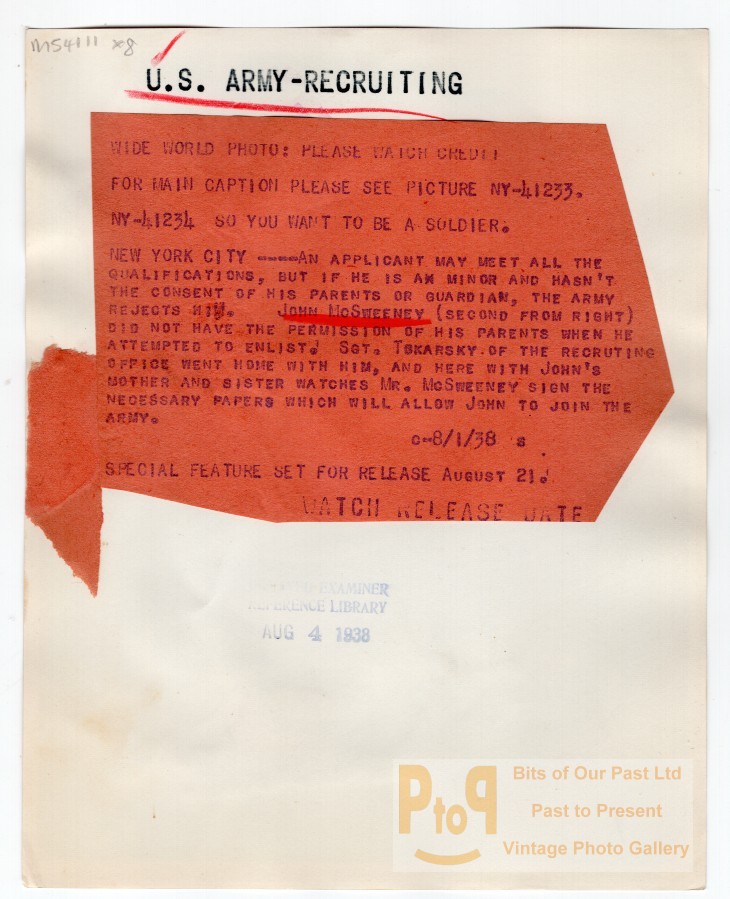 M54111 x8
U.S. ARMY-RECRUITING
WIDE WORLD PHOTO: PLEASE WATCH CREDIT
FOR MAIN CAPTION PLEASE SEE PICTURE NY-41233.
NY-41234 SO YOU WANT TO BE A SOLDIER.
NEW YORK CITY ----AN APPLICANT MAY MEET ALL THE
QUALIFICATIONS, BUT IF HE IS AN MINOR AND HASN'T
THE CONSENT OF HIS PARENTS OR GUARDIAN, THE ARMY
REJECTS HIM. JOHN MCSWEENEY (SECOND FROM RIGHT)
DID NOT HAVE THE PERMISSION OF HIS PARENTS WHEN HE
ATTEMPTED TO ENLIST. SGT. TOKARSKY OF THE RECRUTING
OFFICE WENT HOME WITH HIM, AND HERE WITH JOHN'S
MOTHER AND SISTER WATCHES MR. MCSWEENEY SIGN THE
NECESSARY PAPERS WHICH WILL ALLOW JOHN TO JOIN THE
ARMY.
C-8/1/38 S
SPECIAL FEATURE SET FOR RELEASE AUGUST 21.
WATCH RELEASE DATE
EXAMINER
REFERENCE LIBRARY
AUG 4 1938
PtoP
Bits of Our Past Ltd
Past to Present
Vintage Photo Gallery